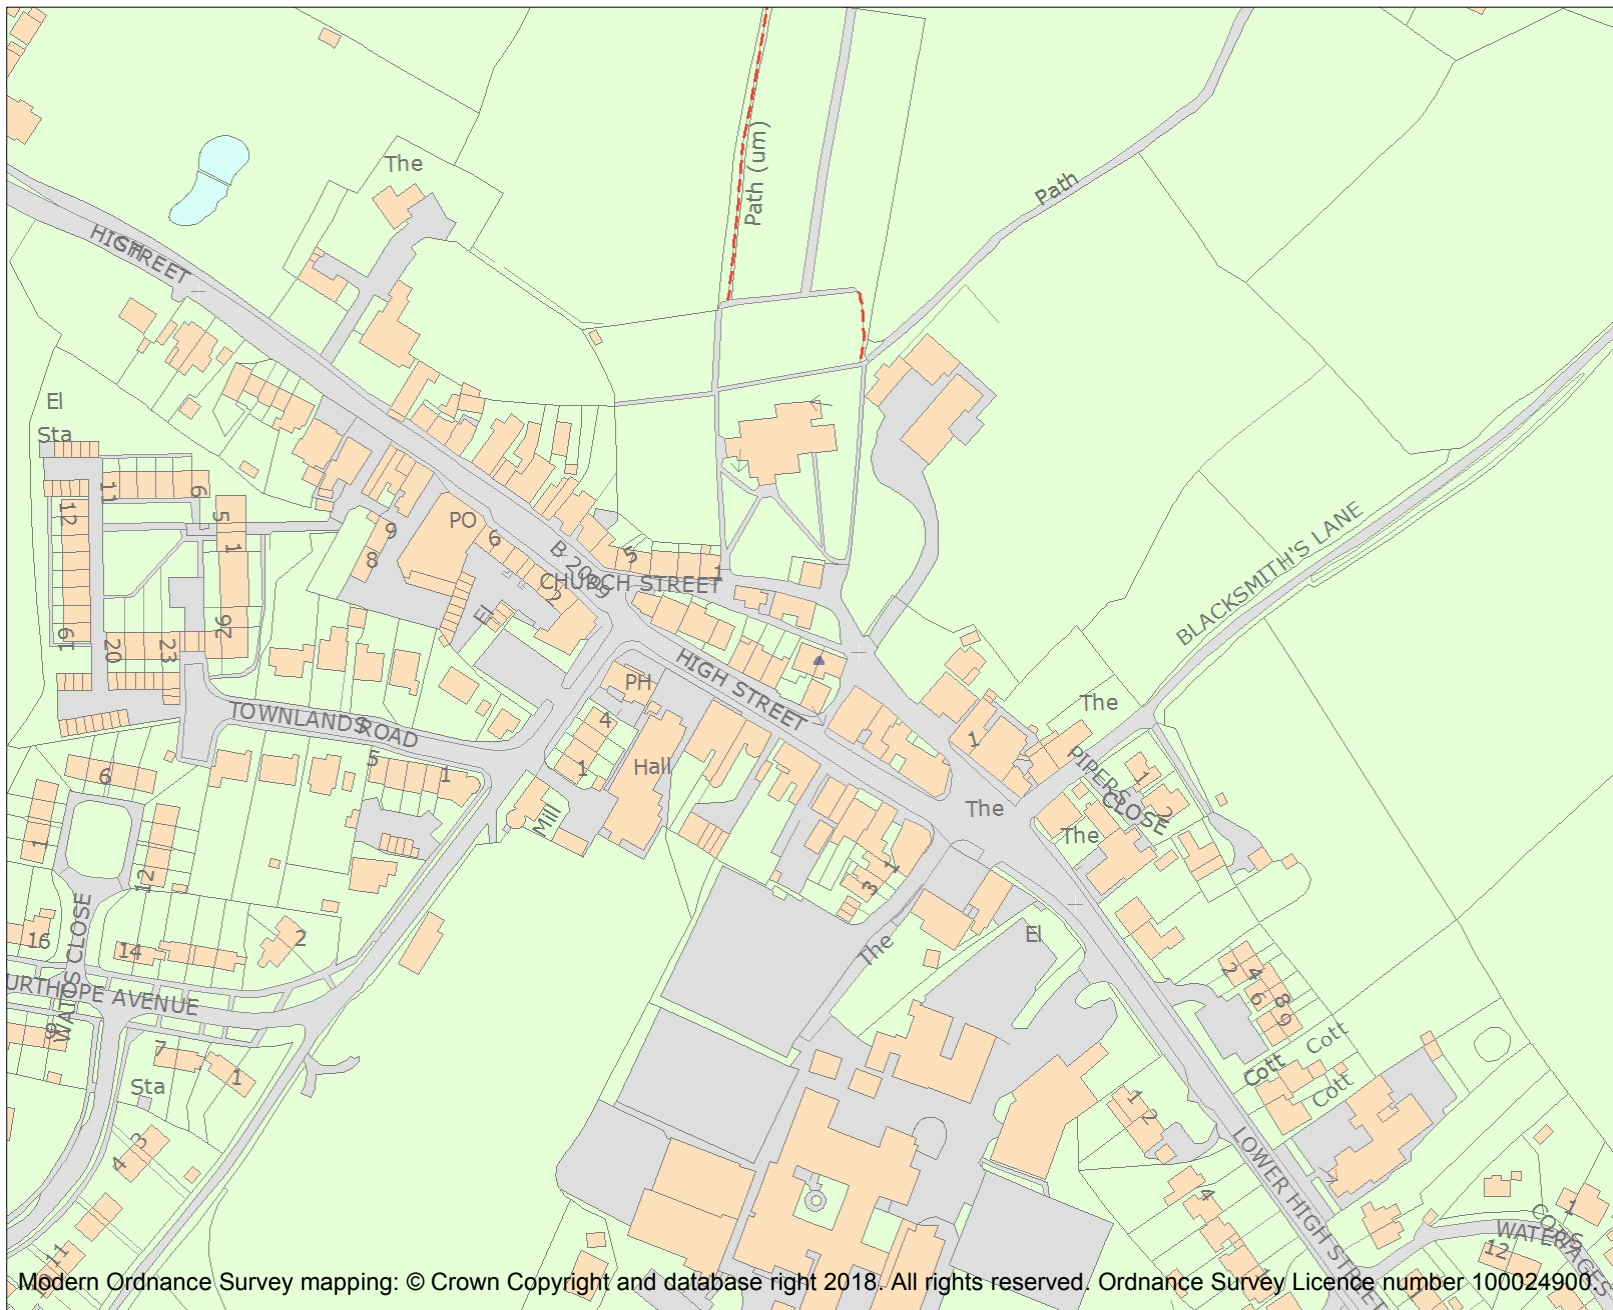 The
Path (um)
Path
HIGH
STREET
El
Sta
11
6
12
5
1
PO
9
8
6
5
1
B 2099
CHURCH STREET
2
El
BLACKSMITH'S LANE
19
20
23
26
HIGH STREET
PH
The
TOWNLANDS
ROAD
4
1
Hall
1
5
1
6
PIPERS
CLOSE
1
2
The
The
Mill
1
12
1
3
16
14
2
The
El
2
4
6
8
9
WATTS CLOSE
URTHOPE AVENUE
Cott
Cott
Cott
7
1
Sta
1
2
3
4
LOWER HIGH STREET
4
1
11
12
WATERS
COTTAGES
Modern Ordnance Survey mapping: © Crown Copyright and database right 2018. All rights reserved. Ordnance Survey Licence number 100024900.